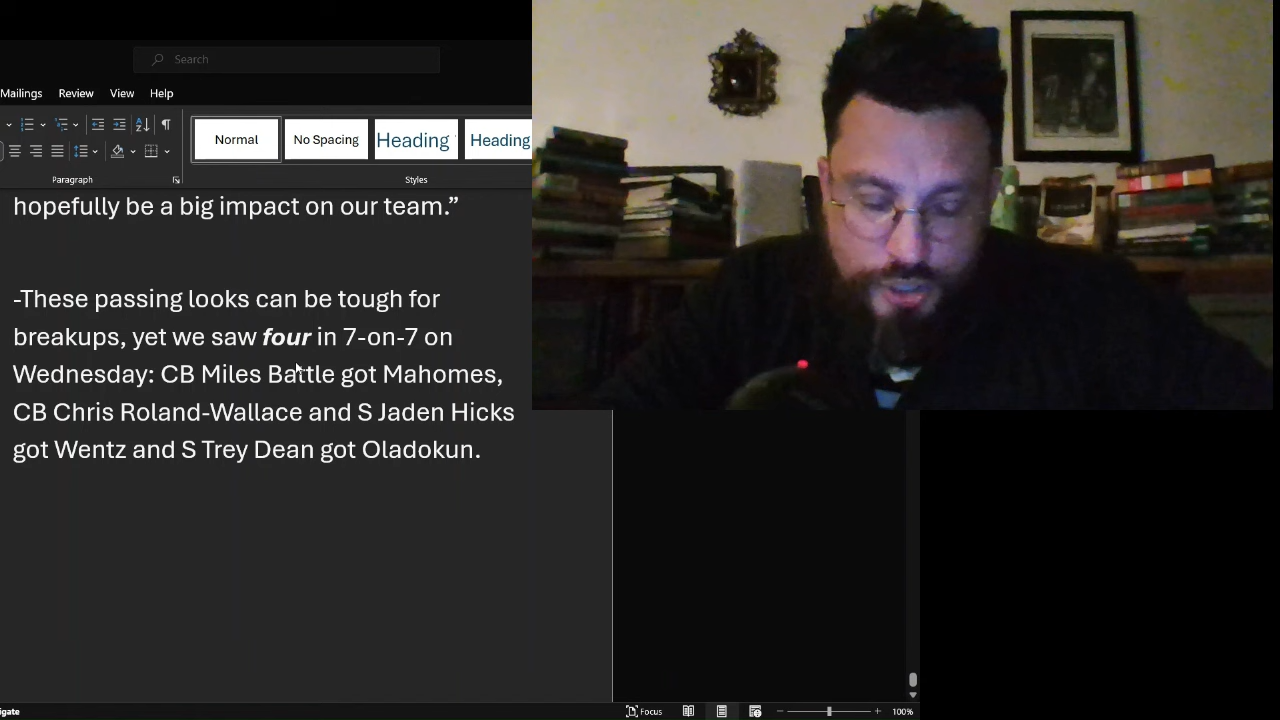 Search
Mailings Review View Help
Normal No Spacing Heading Heading
Paragraph Styles
hopefully be a big impact on our team.”
-These passing looks can be tough for
breakups, yet we saw four in 7-on-7 on
Wednesday: CB Miles Battle got Mahomes,
CB Chris Roland-Wallace and S Jaden Hicks
got Wentz and S Trey Dean got Oladokun.
Focus 100%